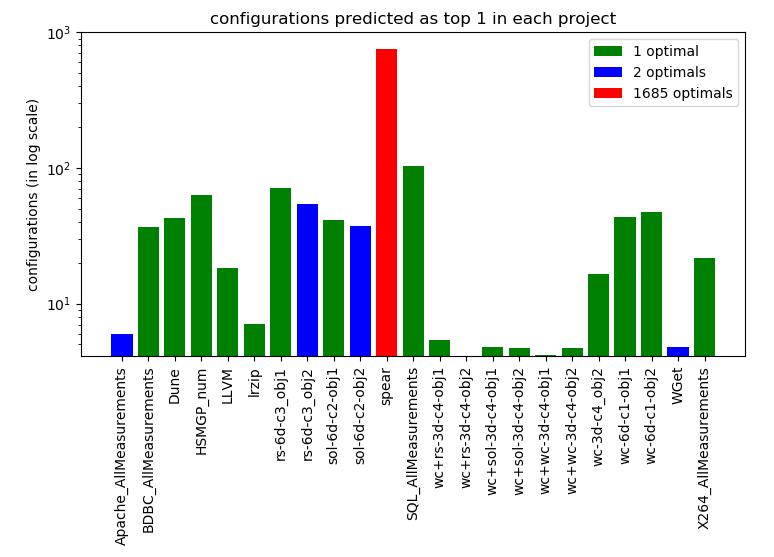 configurations predicted as top 1 in each project
configurations (in log scale)
10³
10²
10¹
1 optimal
2 optimals
1685 optimals
Apache_AllMeasurements
BDBC_AllMeasurements
Dune
HSMGP_num
LLVM
lrzip
rs-6d-c3_obj1
rs-6d-c3_obj2
sol-6d-c2-obj1
sol-6d-c2-obj2
spear
SQL_AllMeasurements
wc+rs-3d-c4-obj1
wc+rs-3d-c4-obj2
wc+sol-3d-c4-obj1
wc+sol-3d-c4-obj2
wc+wc-3d-c4-obj1
wc+wc-3d-c4-obj2
wc-3d-c4_obj2
wc-6d-c1-obj1
wc-6d-c1-obj2
WGet
X264_AllMeasurements